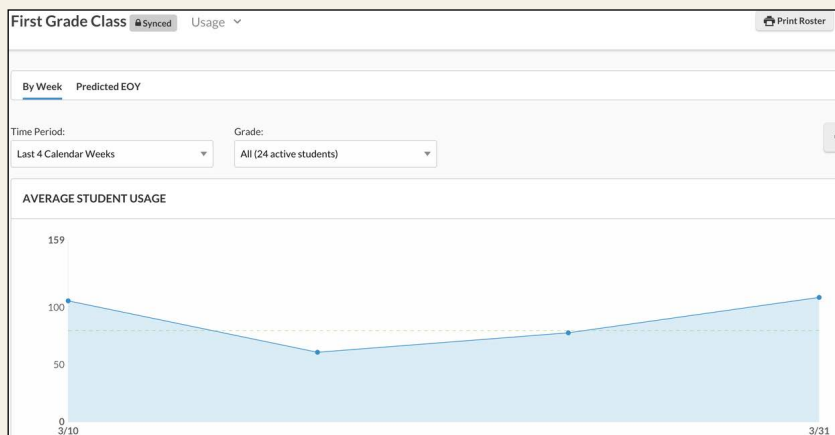 First Grade Class Synced Usage Print Roster
By Week Predicted EOY
Time Period: Grade:
Last 4 Calendar Weeks All (24 active students)
AVERAGE STUDENT USAGE
159
100
50
0
3/10 3/31